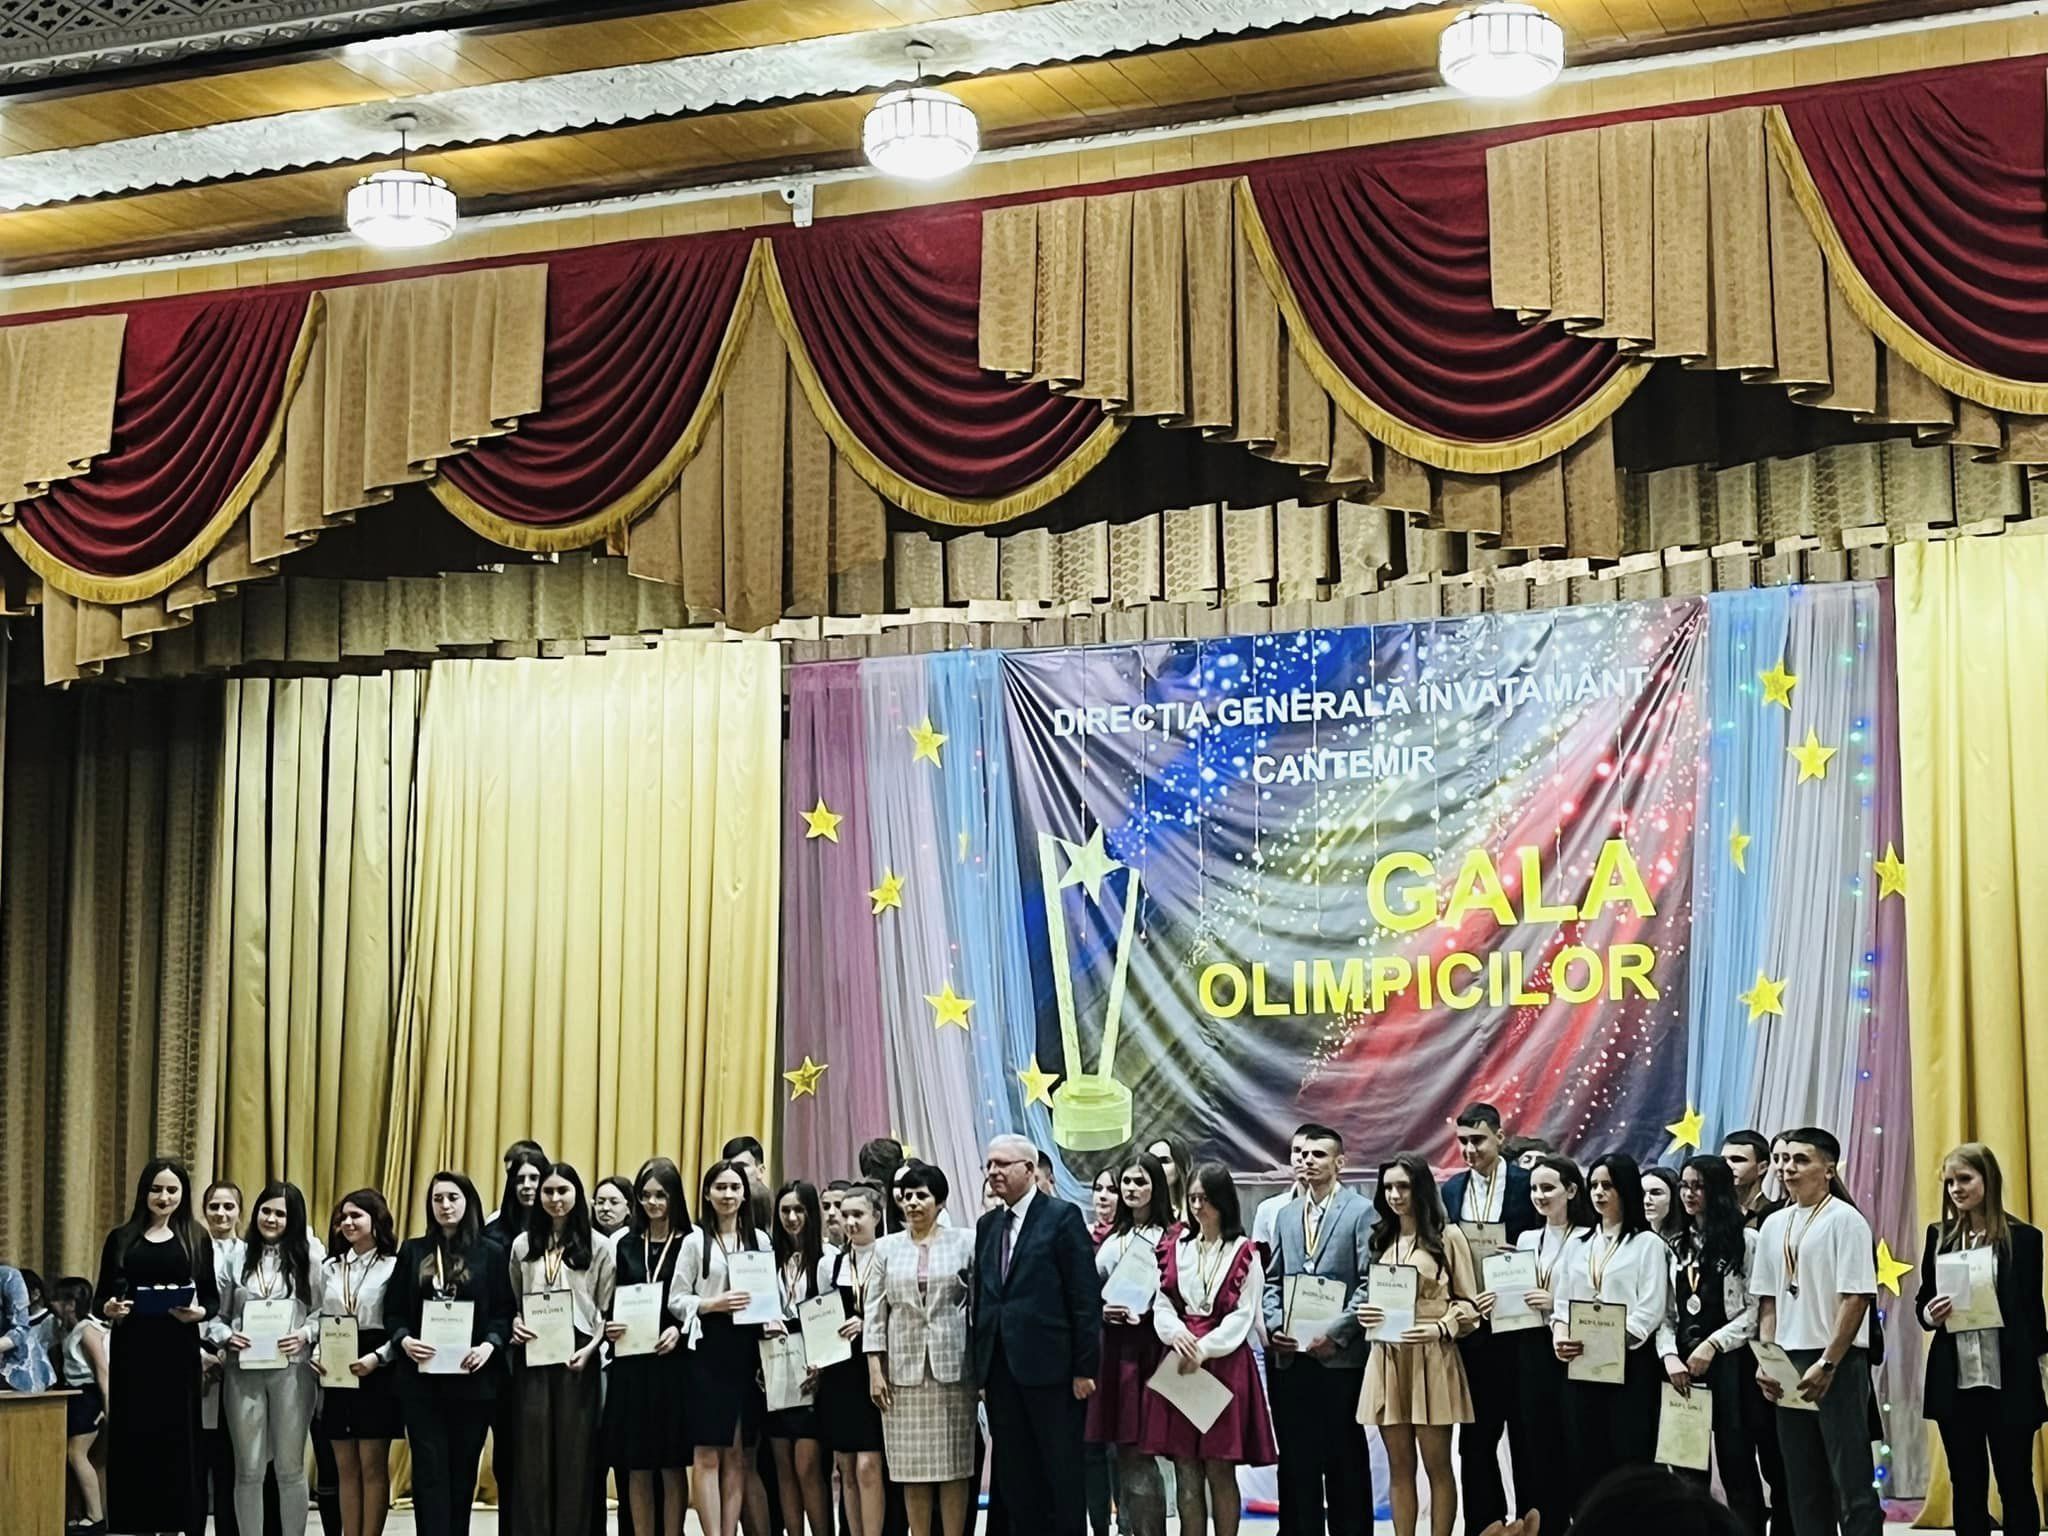 DIRECȚIA GENERALĂ ÎNVĂȚĂMÂNT
CANTEMIR
GALA
OLIMPICILOR